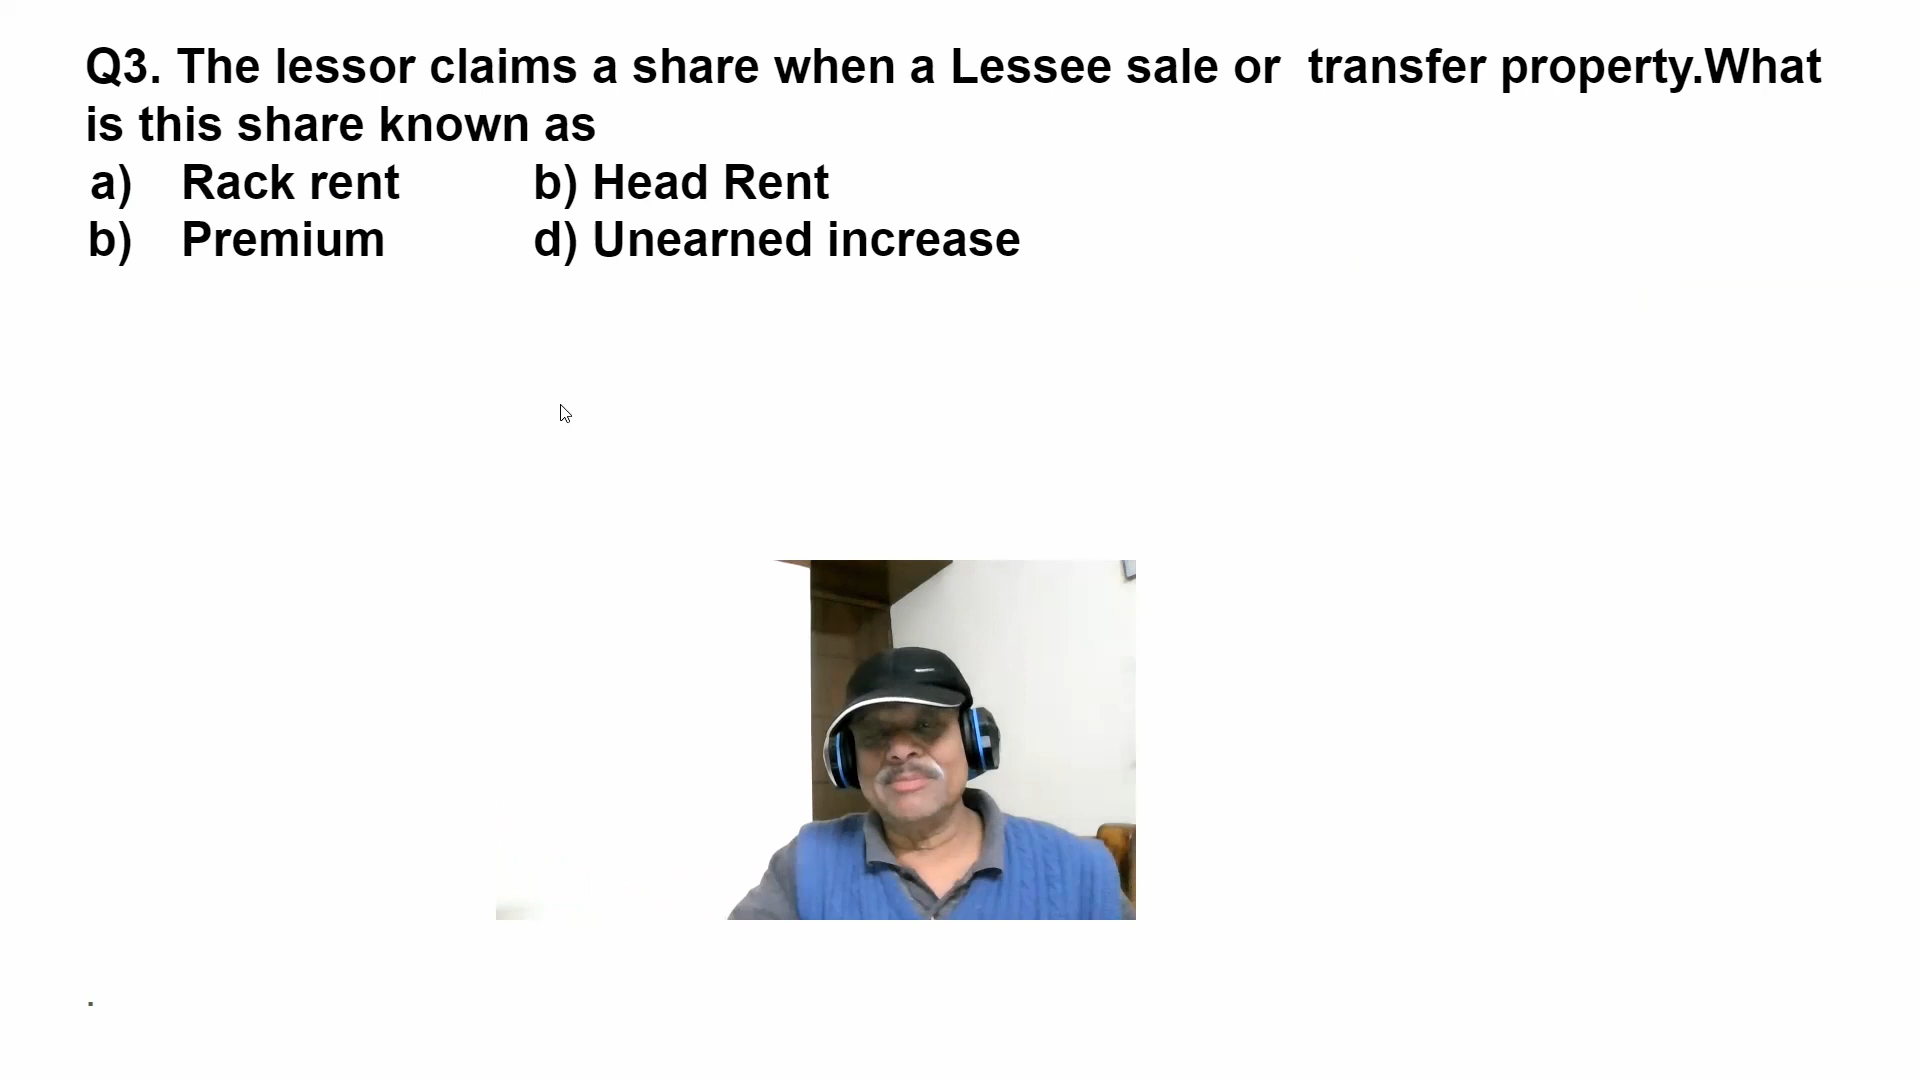 Q3. The lessor claims a share when a Lessee sale or  transfer property.What
is this share known as
a) Rack rent b) Head Rent
b) Premium d) Unearned increase
.